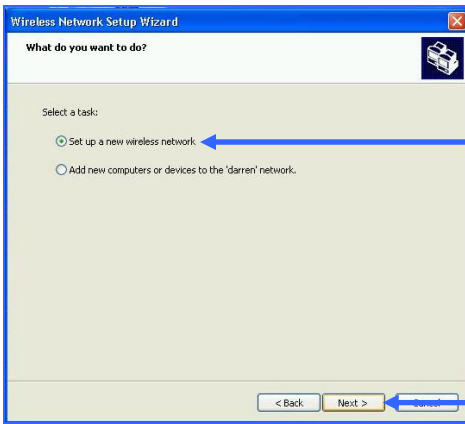 Wireless Network Setup Wizard
What do you want to do?
Select a task:
Set up a new wireless network
Add new computers or devices to the 'darren' network.
< Back Next >